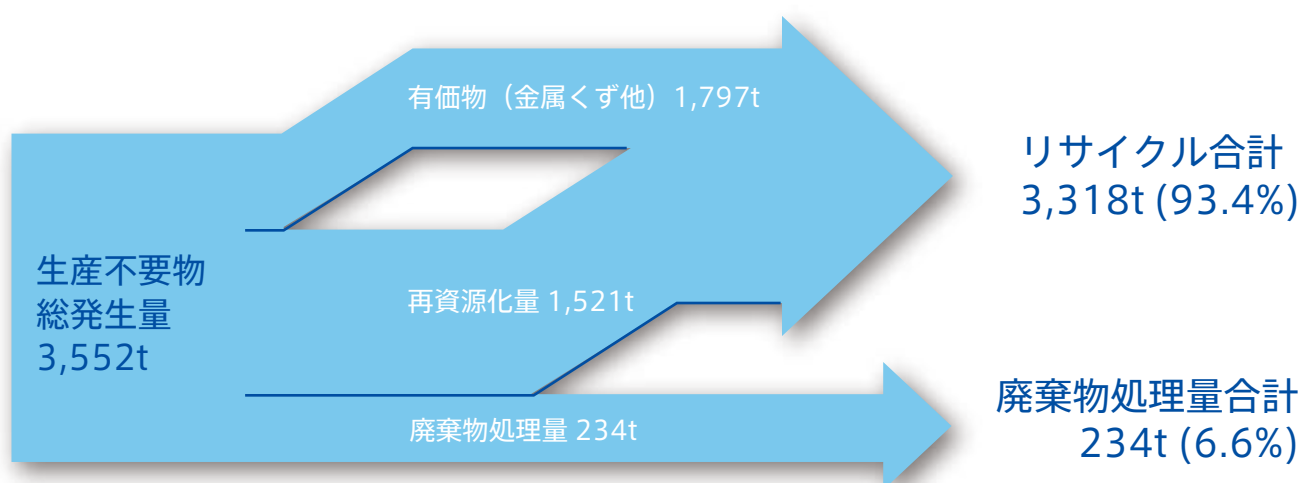 有価物（金属くず他）1,797t
リサイクル合計
3,318t (93.4%)
生産不要物
総発生量
3,552t
再資源化量 1,521t
廃棄物処理量 234t
廃棄物処理量合計
234t (6.6%)